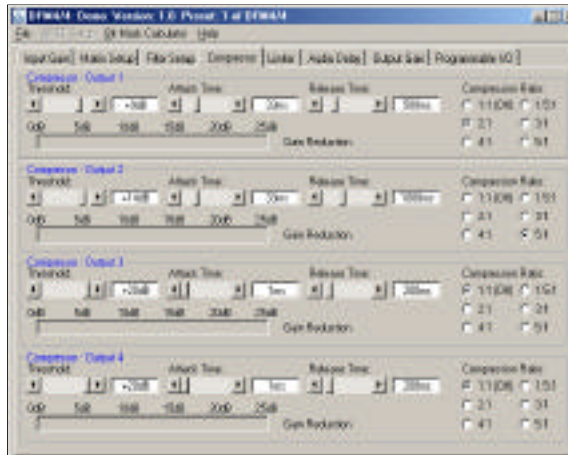 DFM4/4 Demo Version: 1.0 Preset: 1 of DFM4/4
File Setup Bit Mask Calculator Help
Input Gain Matrix Setup Filter Setup Compressor Limiter Audio Delay Output Gain Programmable I/O
Compressor - Output 1
Threshold: Attack Time: Release Time: Compression Ratio:
20ms 500ms 1:1 (Off) 1.5:1
0dB 5dB 10dB 15dB 20dB 25dB 2:1 3:1
Gain Reduction 4:1 5:1
Compressor - Output 2
Threshold: Attack Time: Release Time: Compression Ratio:
20ms 1:1 (Off) 1.5:1
0dB 5dB 10dB 15dB 20dB 25dB 2:1 3:1
Gain Reduction 4:1 5:1
Compressor - Output 3
Threshold: Attack Time: Release Time: Compression Ratio:
+20dB 1ms 200ms 1:1 (Off) 1.5:1
0dB 5dB 10dB 15dB 20dB 25dB 2:1 3:1
Gain Reduction 4:1 5:1
Compressor - Output 4
Threshold: Attack Time: Release Time: Compression Ratio:
+20dB 1ms 200ms 1:1 (Off) 1.5:1
0dB 5dB 10dB 15dB 20dB 25dB 2:1 3:1
Gain Reduction 4:1 5:1